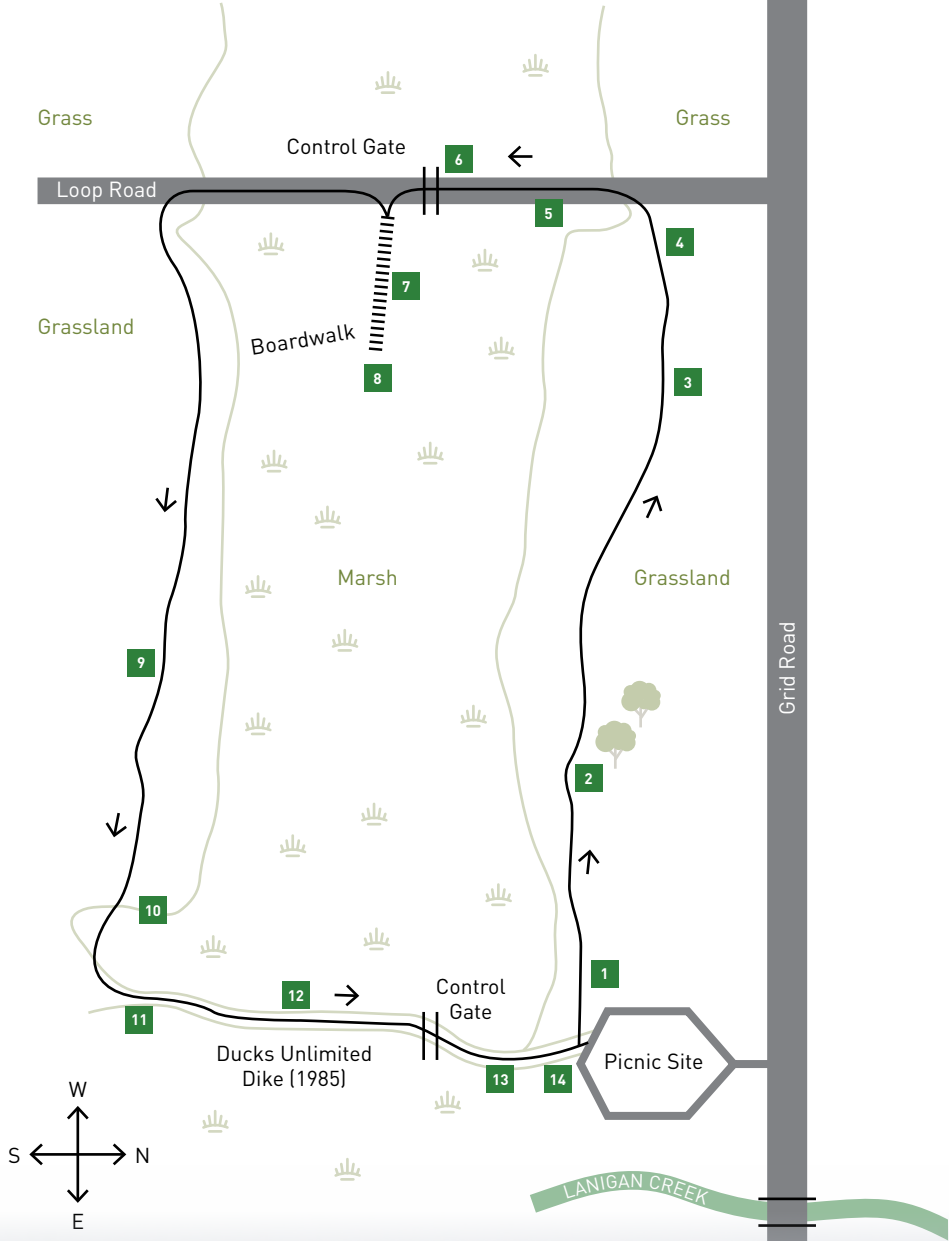 Grass
Grass
Control Gate
6
Loop Road
5
4
7
Grassland
Boardwalk
8
3
Marsh
Grassland
Grid Road
9
2
10
1
12
Control
Gate
11
Ducks Unlimited
Dike (1985)
13
14
Picnic Site
W
S
N
E
LANIGAN CREEK